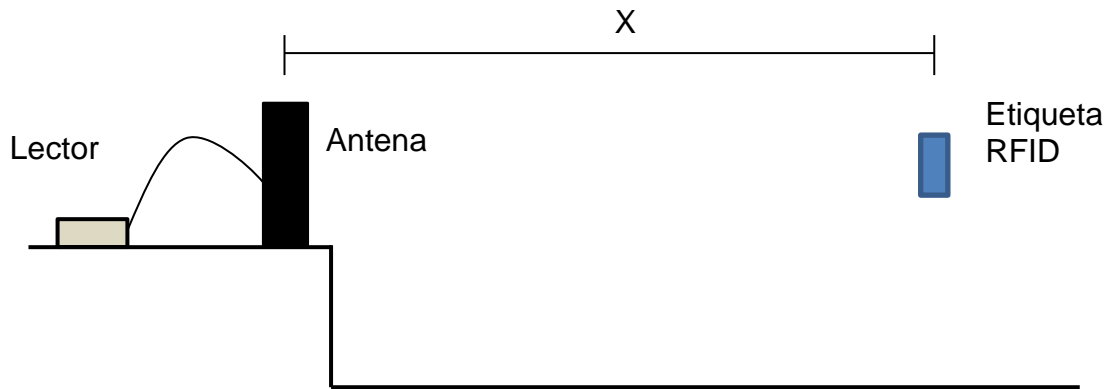 X
Lector
Antena
Etiqueta
RFID